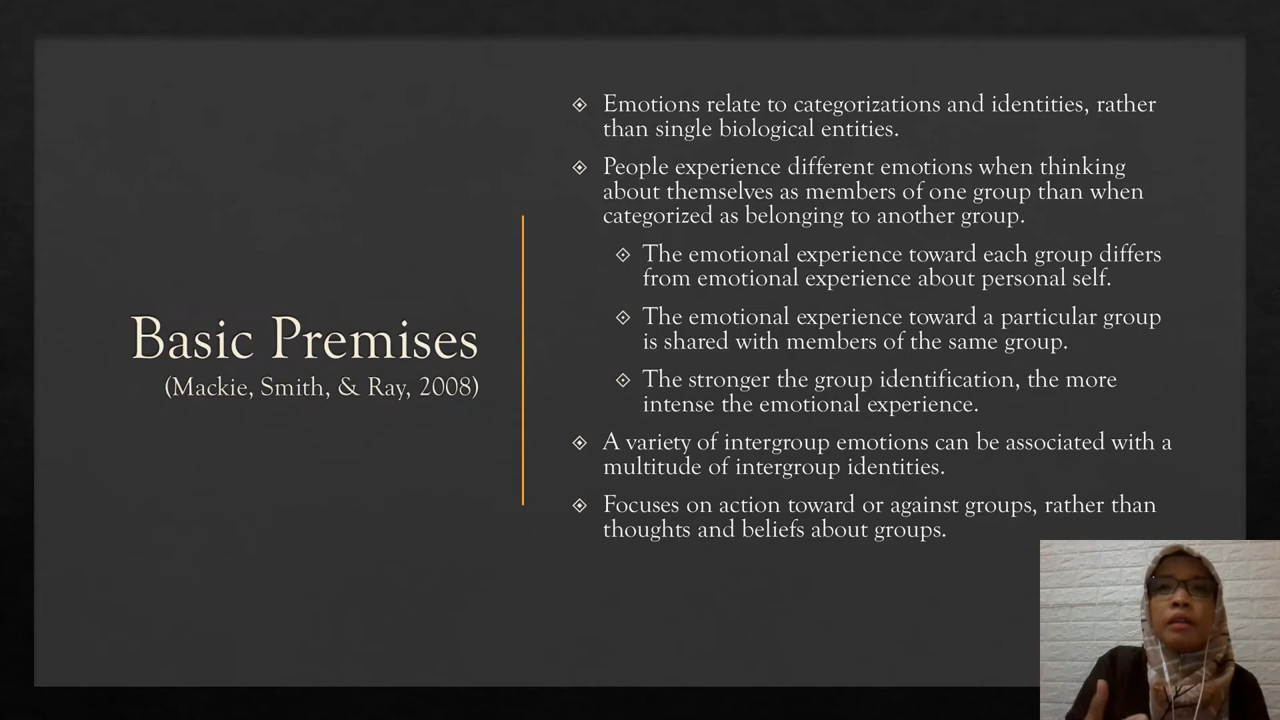 Basic Premises
(Mackie, Smith, & Ray, 2008)
Emotions relate to categorizations and identities, rather
than single biological entities.
People experience different emotions when thinking
about themselves as members of one group than when
categorized as belonging to another group.
The emotional experience toward each group differs
from emotional experience about personal self.
The emotional experience toward a particular group
is shared with members of the same group.
The stronger the group identification, the more
intense the emotional experience.
A variety of intergroup emotions can be associated with a
multitude of intergroup identities.
Focuses on action toward or against groups, rather than
thoughts and beliefs about groups.